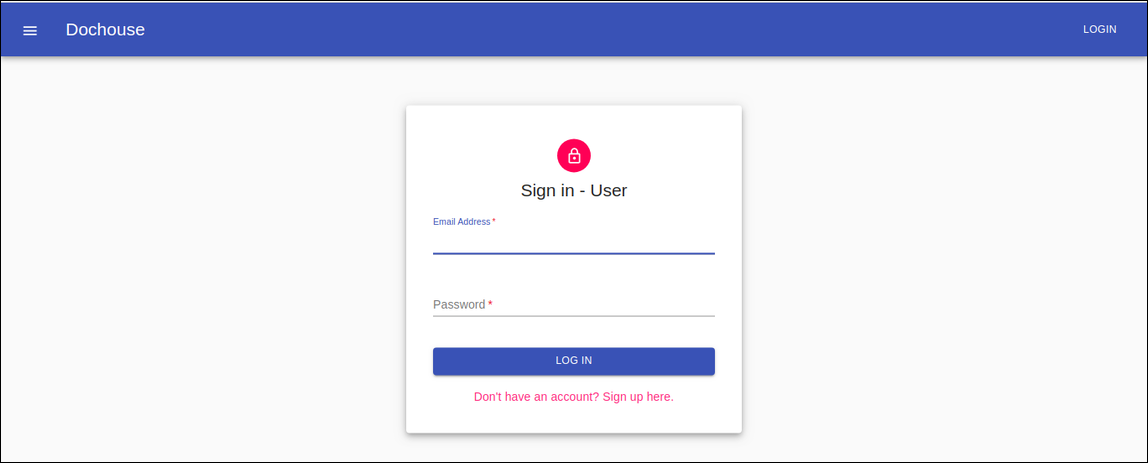 Dochouse
LOGIN
Sign in - User
Email Address *
Password *
LOG IN
Don't have an account? Sign up here.